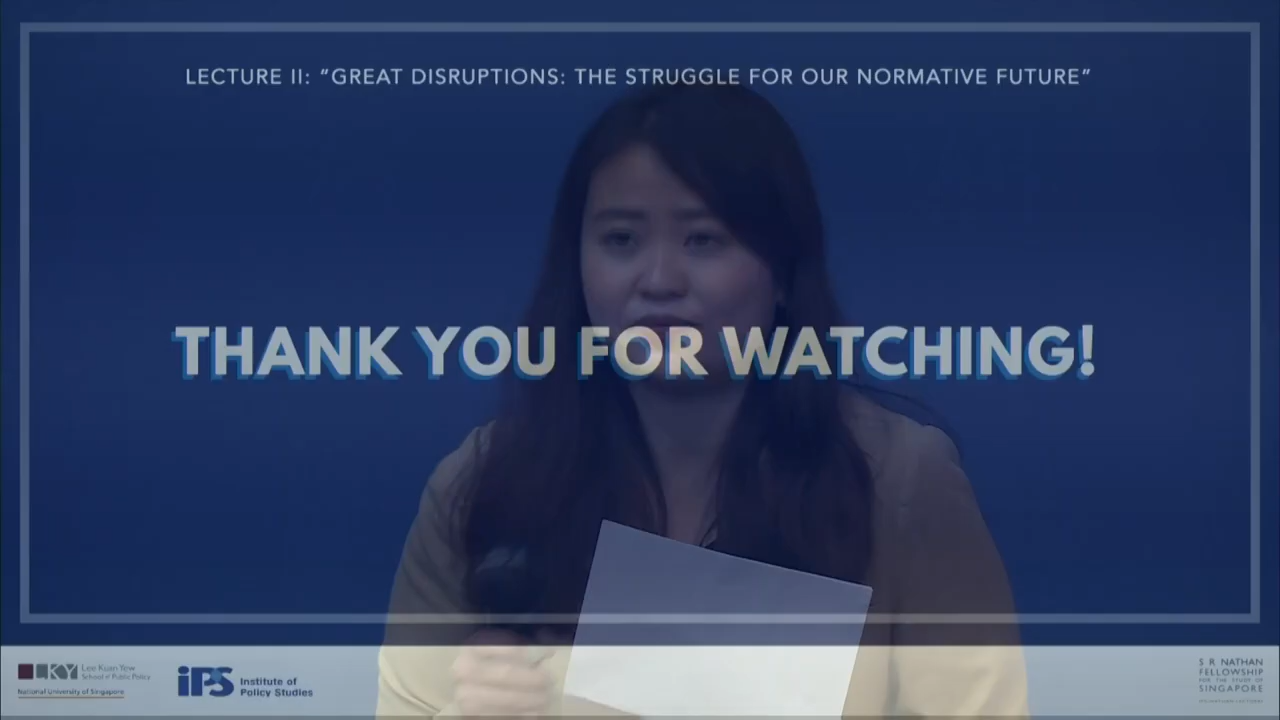 LECTURE II: “GREAT DISRUPTIONS: THE STRUGGLE FOR OUR NORMATIVE FUTURE”
THANK YOU FOR WATCHING!
LKY Lee Kuan Yew
School of Public Policy
National University of Singapore
iPS Institute of
Policy Studies
S R NATHAN
FELLOWSHIP
FOR THE STUDY OF
SINGAPORE